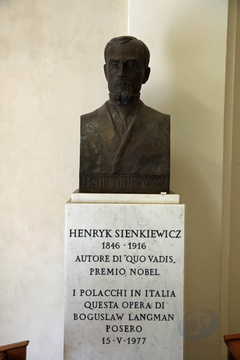 H. SIENKIEWICZ
HENRYK SIENKIEWICZ
1846 - 1916
AUTORE DI "QUO VADIS„
PREMIO NOBEL
I POLACCHI IN ITALIA
QUESTA OPERA DI
BOGUSLAW LANGMAN
POSERO
15-V-1977